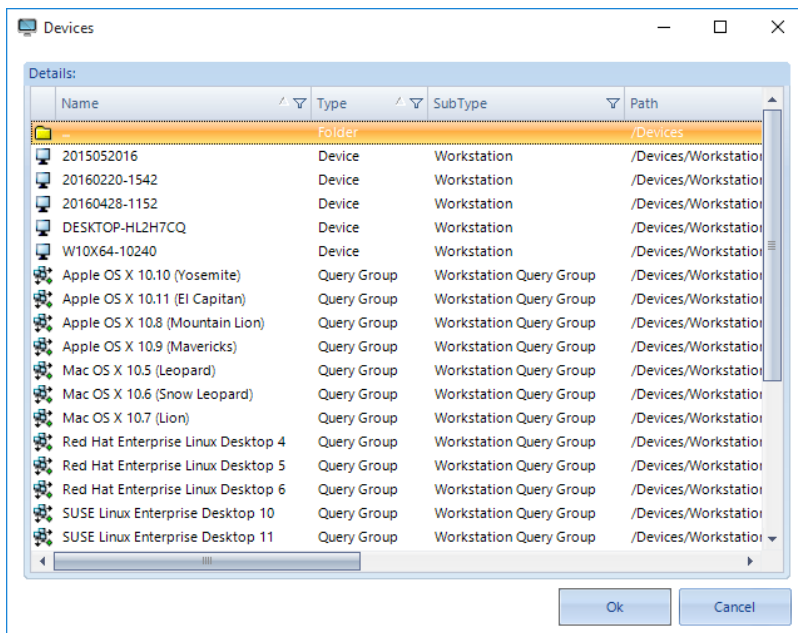 Devices
Details:
Name Type SubType Path
.. Folder /Devices
2015052016 Device Workstation /Devices/Workstation
20160220-1542 Device Workstation /Devices/Workstation
20160428-1152 Device Workstation /Devices/Workstation
DESKTOP-HL2H7CQ Device Workstation /Devices/Workstation
W10X64-10240 Device Workstation /Devices/Workstation
Apple OS X 10.10 (Yosemite) Query Group Workstation Query Group /Devices/Workstation
Apple OS X 10.11 (El Capitan) Query Group Workstation Query Group /Devices/Workstation
Apple OS X 10.8 (Mountain Lion) Query Group Workstation Query Group /Devices/Workstation
Apple OS X 10.9 (Mavericks) Query Group Workstation Query Group /Devices/Workstation
Mac OS X 10.5 (Leopard) Query Group Workstation Query Group /Devices/Workstation
Mac OS X 10.6 (Snow Leopard) Query Group Workstation Query Group /Devices/Workstation
Mac OS X 10.7 (Lion) Query Group Workstation Query Group /Devices/Workstation
Red Hat Enterprise Linux Desktop 4 Query Group Workstation Query Group /Devices/Workstation
Red Hat Enterprise Linux Desktop 5 Query Group Workstation Query Group /Devices/Workstation
Red Hat Enterprise Linux Desktop 6 Query Group Workstation Query Group /Devices/Workstation
SUSE Linux Enterprise Desktop 10 Query Group Workstation Query Group /Devices/Workstation
SUSE Linux Enterprise Desktop 11 Query Group Workstation Query Group /Devices/Workstation
Ok Cancel